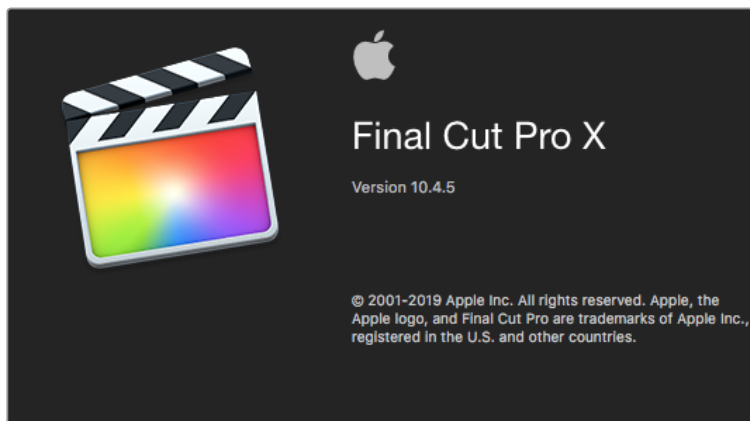 Final Cut Pro X
Version 10.4.5
© 2001-2019 Apple Inc. All rights reserved. Apple, the
Apple logo, and Final Cut Pro are trademarks of Apple Inc.,
registered in the U.S. and other countries.